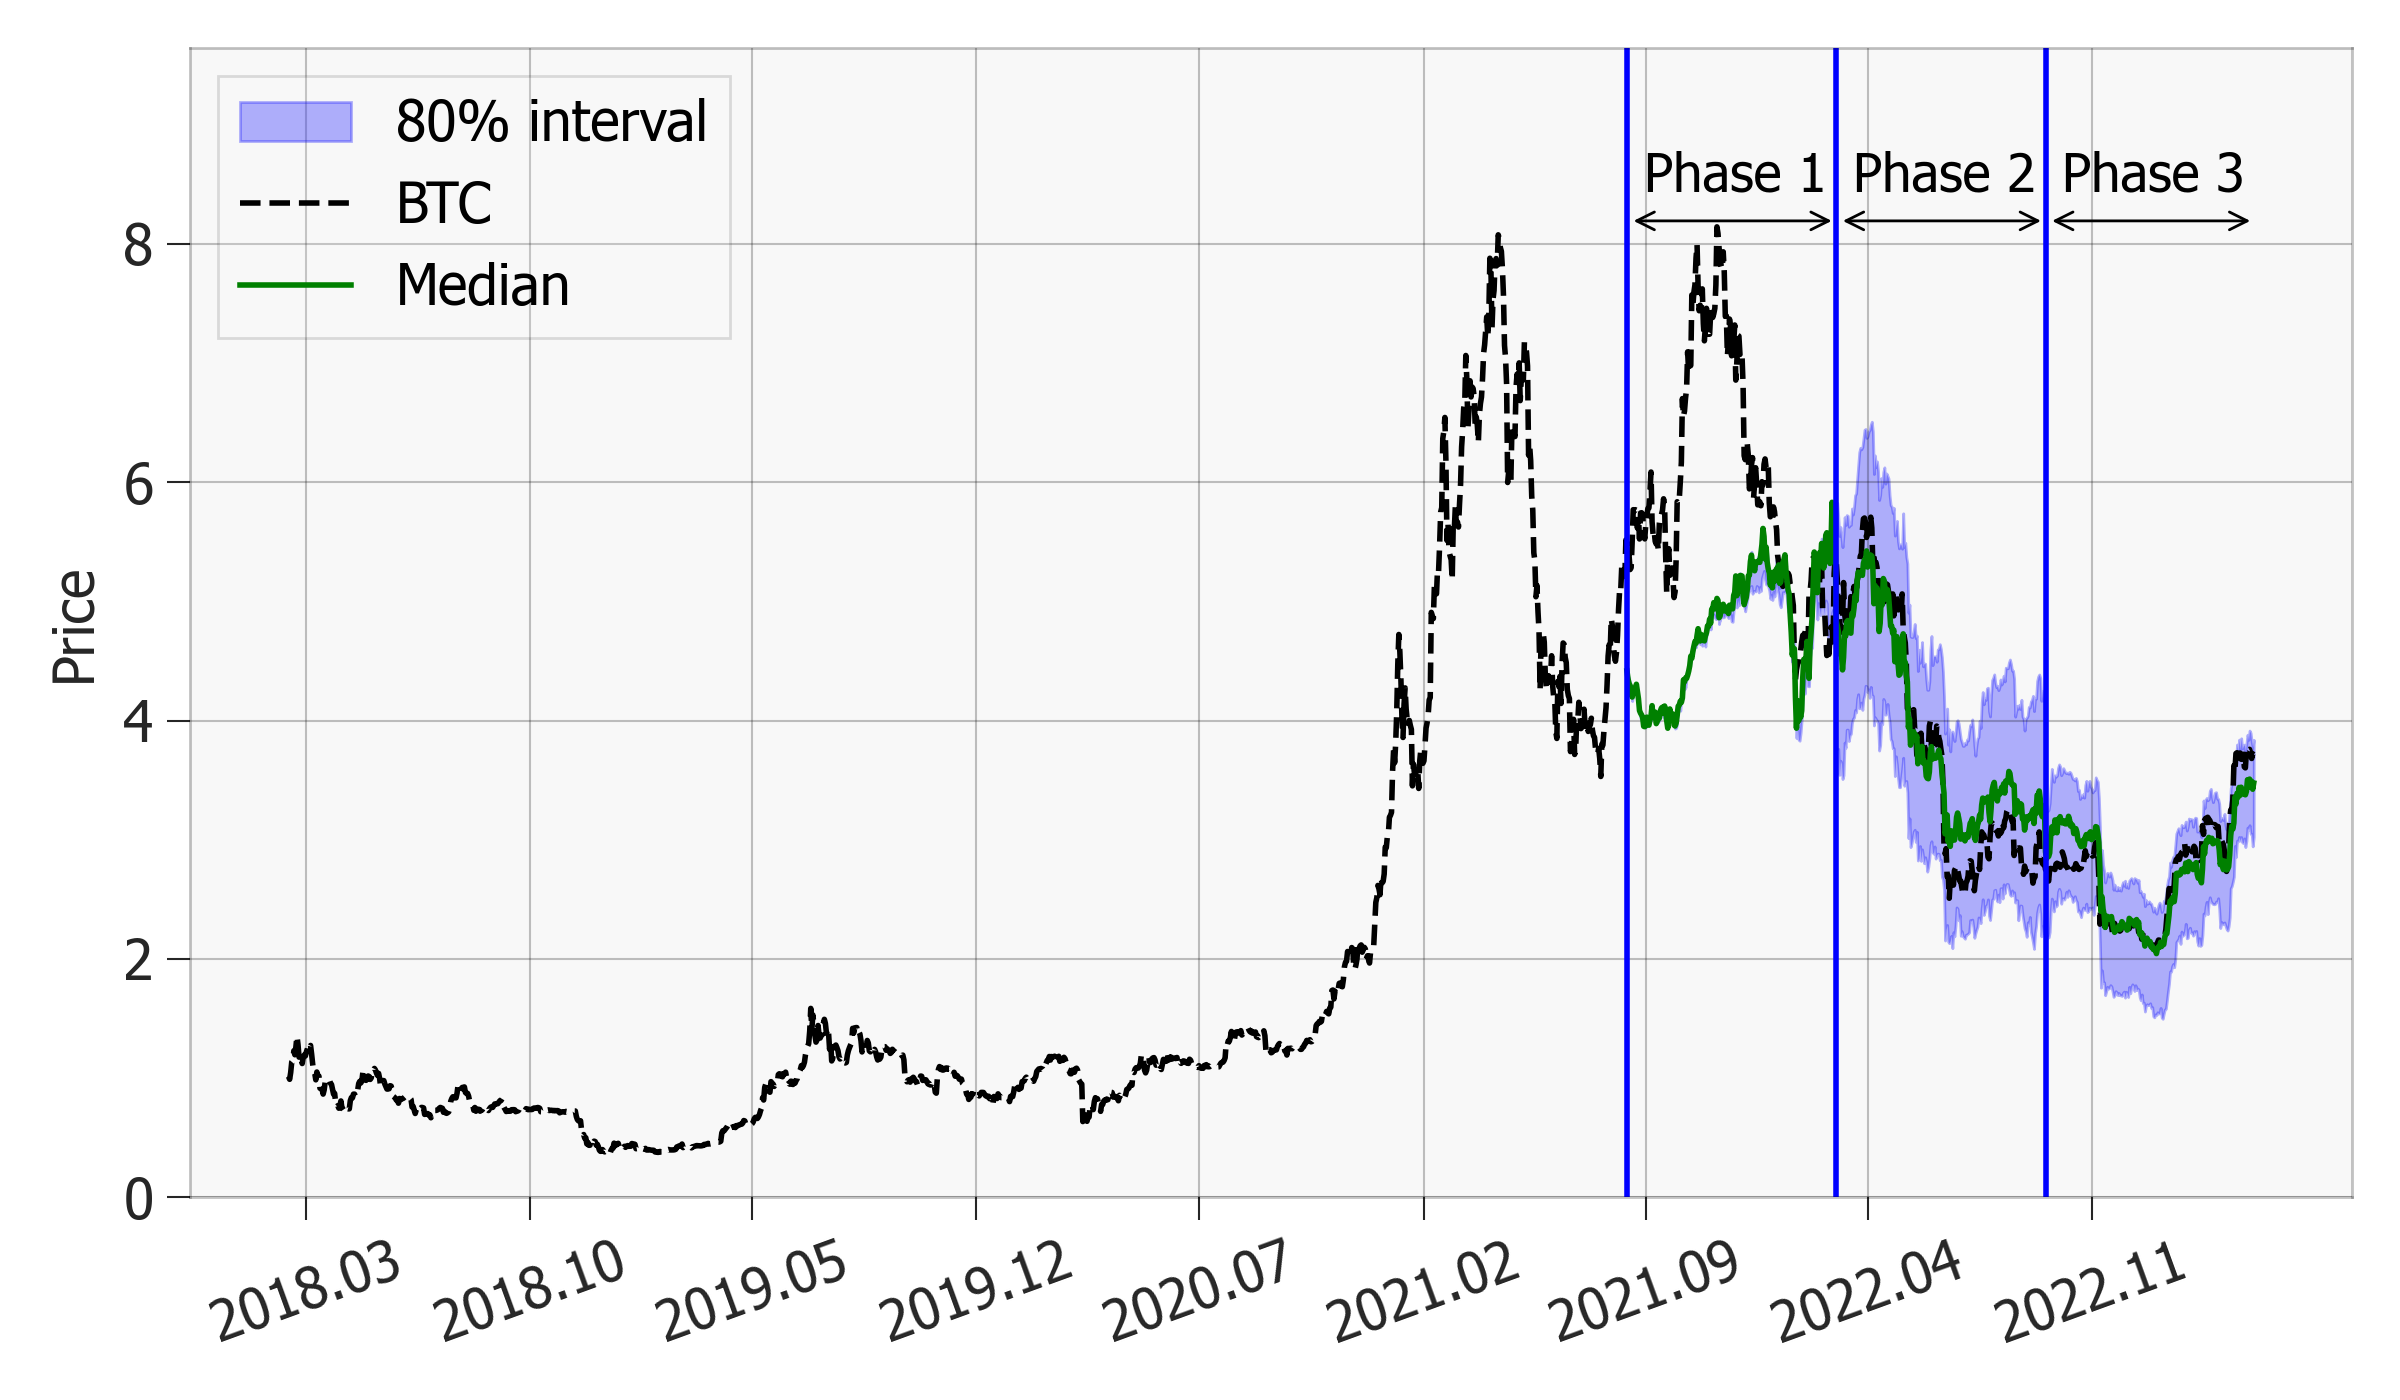 80% interval
BTC
Median
Phase 1
Phase 2
Phase 3
8
6
4
2
0
Price
2018.03
2018.10
2019.05
2019.12
2020.07
2021.02
2021.09
2022.04
2022.11